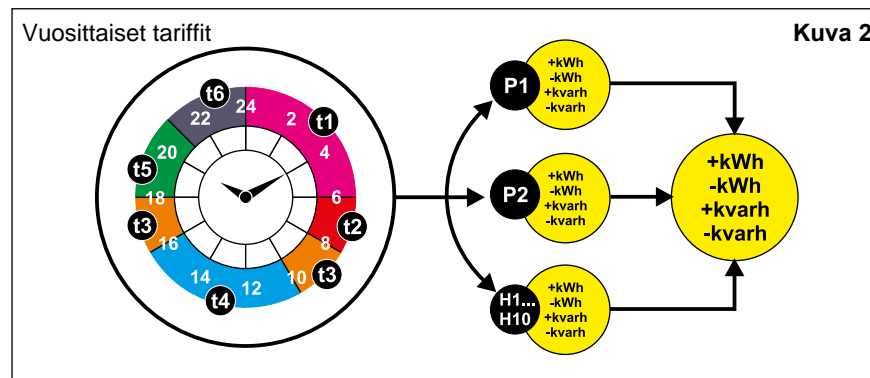 Vuosittaiset tariffit
Kuva 2
24
2
4
6
8
10
12
14
16
18
20
22
t1
t2
t3
t4
t3
t5
t6
P1
+kWh
-kWh
+kvarh
-kvarh
P2
+kWh
-kWh
+kvarh
-kvarh
H1...
H10
+kWh
-kWh
+kvarh
-kvarh
+kWh
-kWh
+kvarh
-kvarh